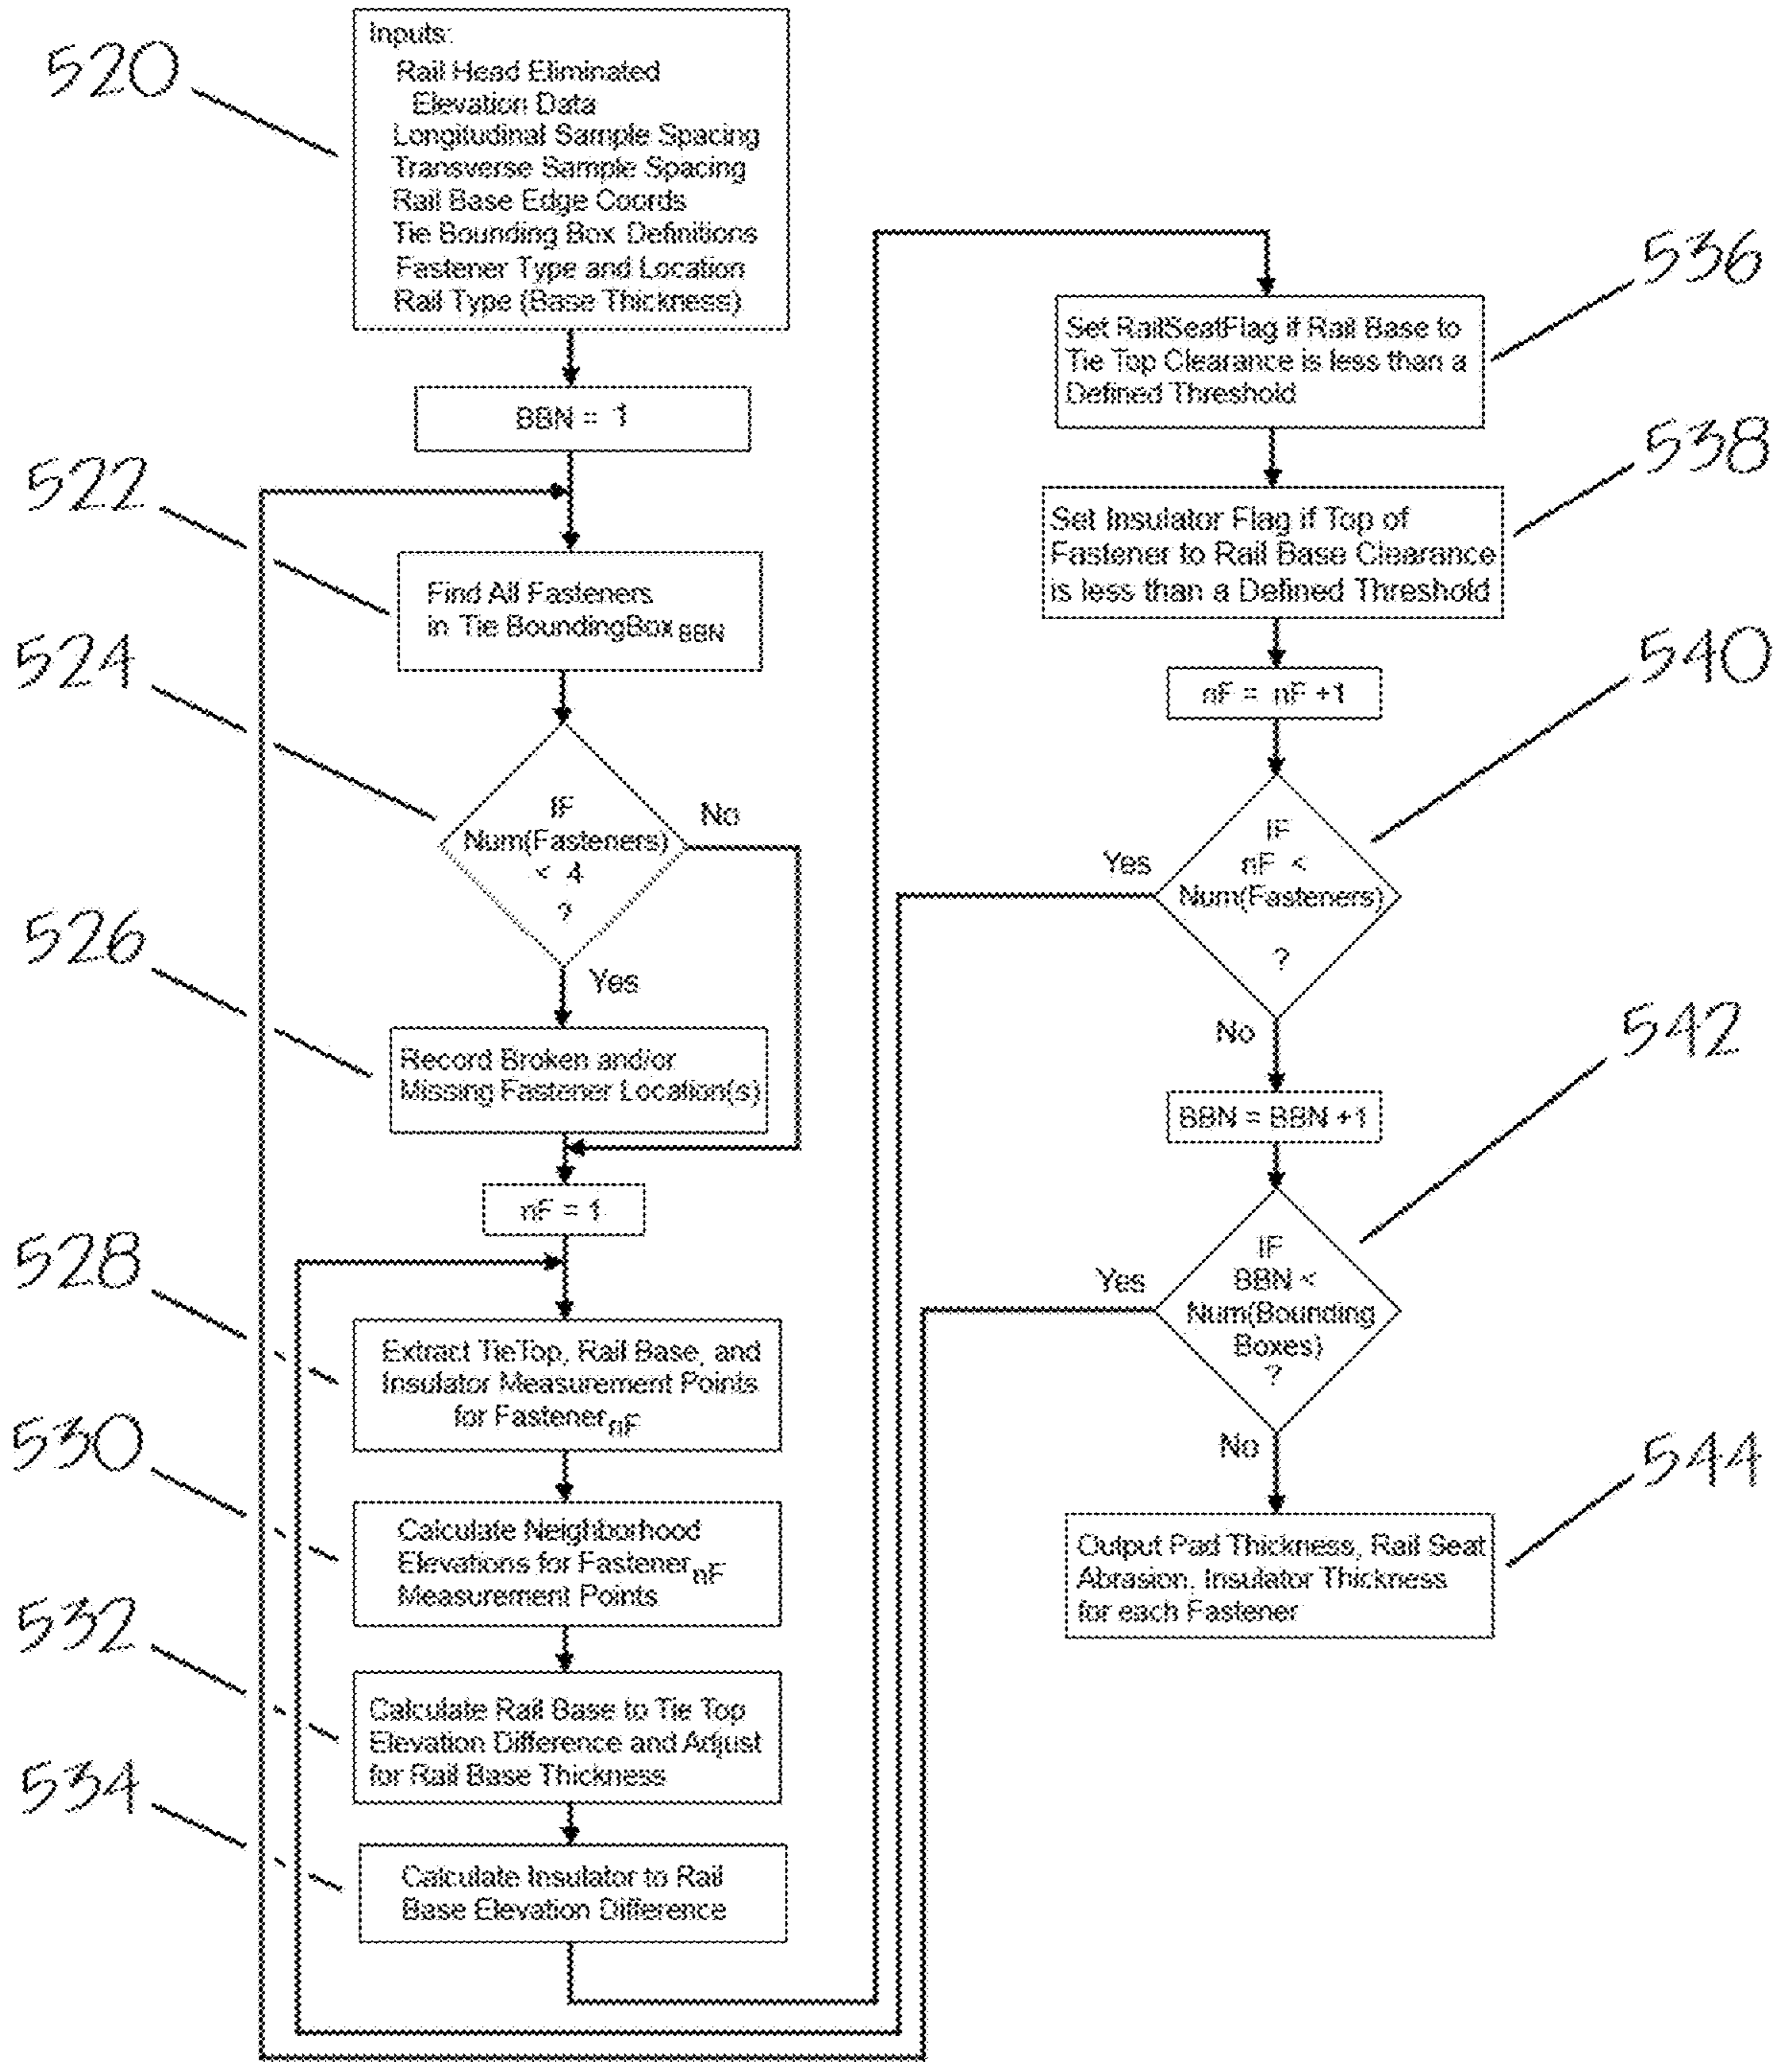 520
Inputs:
Rail Head Eliminated
Elevation Data
Longitudinal Sample Spacing
Transverse Sample Spacing
Rail Base Edge Coords
Tie Bounding Box Definitions
Fastener Type and Location
Rail Type (Base Thickness)
BBN = 1
522
Find All Fasteners
in Tie BoundingBox BBN
524
IF
Num(Fasteners)
< 4
?
No
Yes
526
Record Broken and/or
Missing Fastener Location(s)
nF = 1
528
Extract TieTop, Rail Base, and
Insulator Measurement Points
for Fastener nF
530
Calculate Neighborhood
Elevations for Fastener nF
Measurement Points
532
Calculate Rail Base to Tie Top
Elevation Difference and Adjust
for Rail Base Thickness
534
Calculate Insulator to Rail
Base Elevation Difference
536
Set RailSeatFlag if Rail Base to
Tie Top Clearance is less than a
Defined Threshold
538
Set Insulator Flag if Top of
Fastener to Rail Base Clearance
is less than a Defined Threshold
nF = nF +1
540
IF
nF <
Num(Fasteners)
?
Yes
No
BBN = BBN +1
542
IF
BBN <
Num(Bounding
Boxes)
?
Yes
No
544
Output Pad Thickness, Rail Seat
Abrasion, Insulator Thickness
for each Fastener